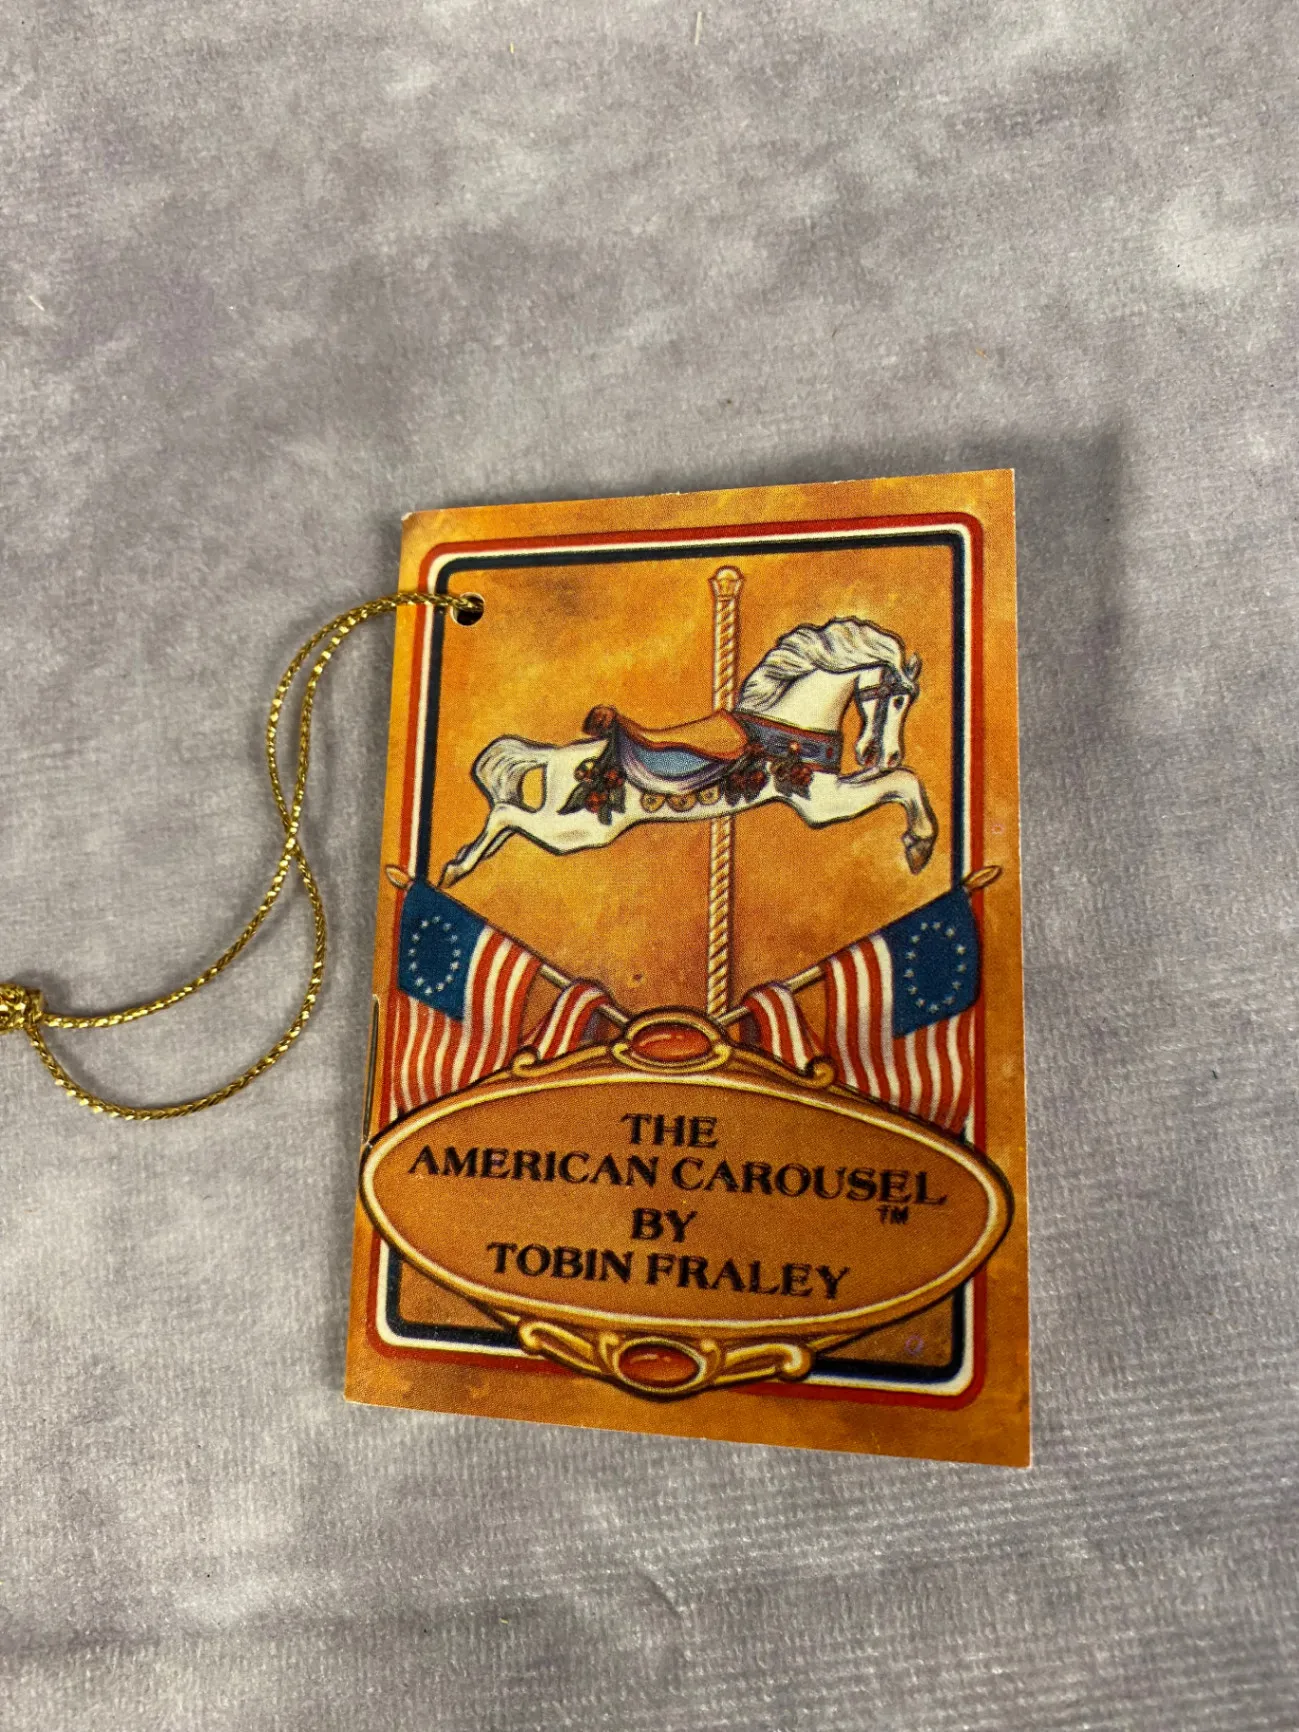 THE
AMERICAN CAROUSEL
TM
BY
TOBIN FRALEY